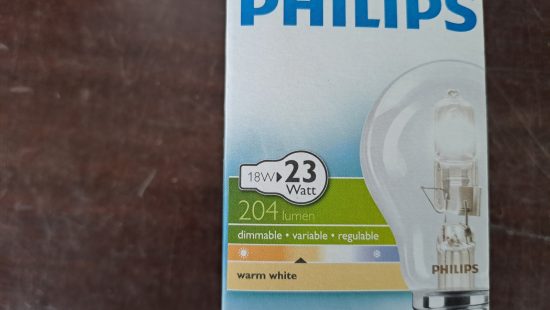 PHILIPS
18W▶23
Watt
204 lumen
dimmable • variable • regulable
warm white
PHILIPS